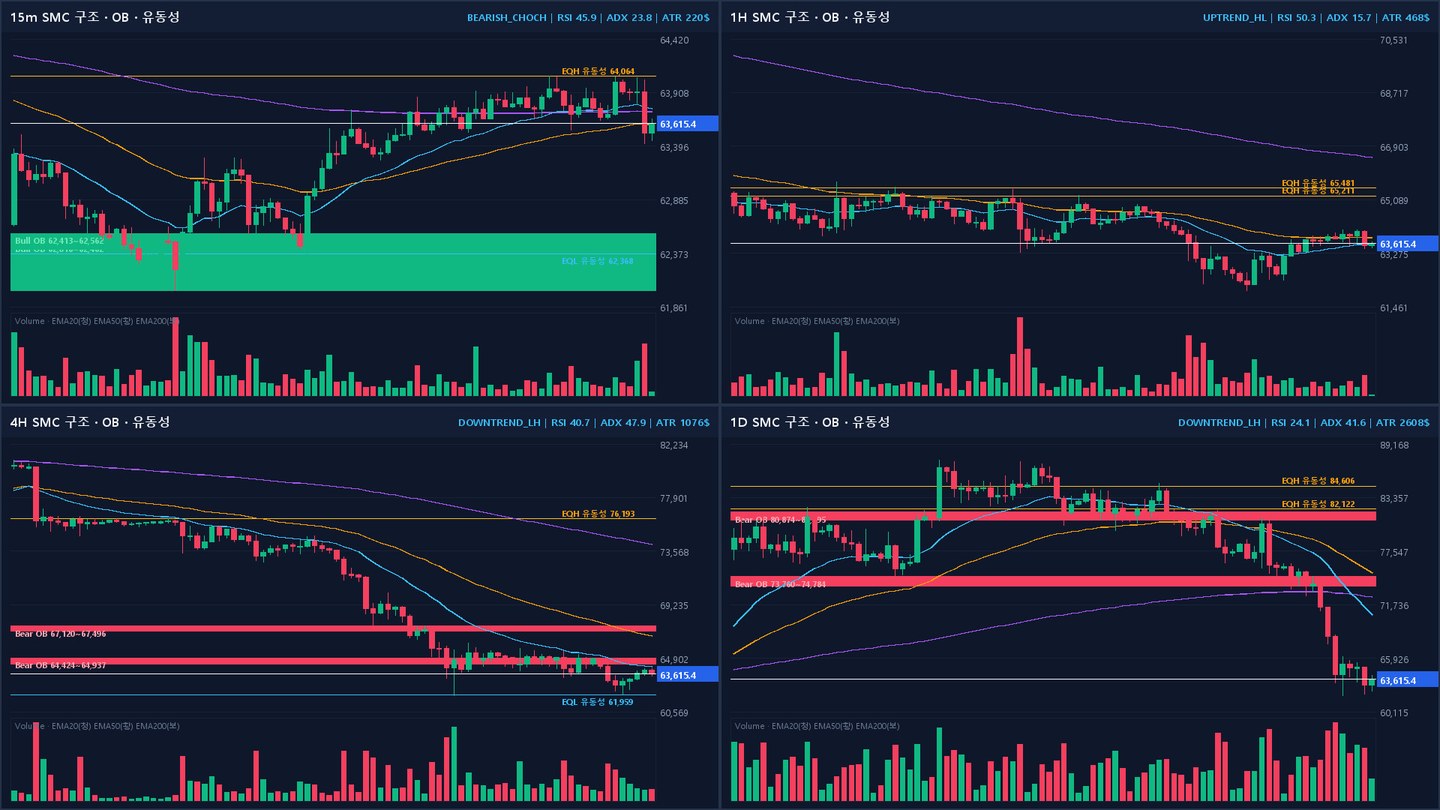 15m SMC 구조 · OB · 유동성
BEARISH_CHOCH | RSI 45.9 | ADX 23.8 | ATR 220$
64,420
EQH 유동성 64,064
63,908
63,615.4
63,396
62,885
Bull OB 62,413~62,562
62,373
EQL 유동성 62,368
61,861
Volume · EMA20(청) EMA50(황) EMA200(보)
1H SMC 구조 · OB · 유동성
UPTREND_HL | RSI 50.3 | ADX 15.7 | ATR 468$
70,531
68,717
66,903
EQH 유동성 65,481
EQH 유동성 65,211
65,089
63,615.4
63,275
61,461
Volume · EMA20(청) EMA50(황) EMA200(보)
4H SMC 구조 · OB · 유동성
DOWNTREND_LH | RSI 40.7 | ADX 47.9 | ATR 1076$
82,234
77,901
EQH 유동성 76,193
73,568
69,235
Bear OB 67,120~67,496
64,902
Bear OB 64,424~64,937
63,615.4
EQL 유동성 61,959
60,569
Volume · EMA20(청) EMA50(황) EMA200(보)
1D SMC 구조 · OB · 유동성
DOWNTREND_LH | RSI 24.1 | ADX 41.6 | ATR 2608$
89,168
EQH 유동성 84,606
83,357
EQH 유동성 82,122
Bear OB 80,874~
77,547
Bear OB 73,760~74,784
71,736
65,926
63,615.4
60,115
Volume · EMA20(청) EMA50(황) EMA200(보)